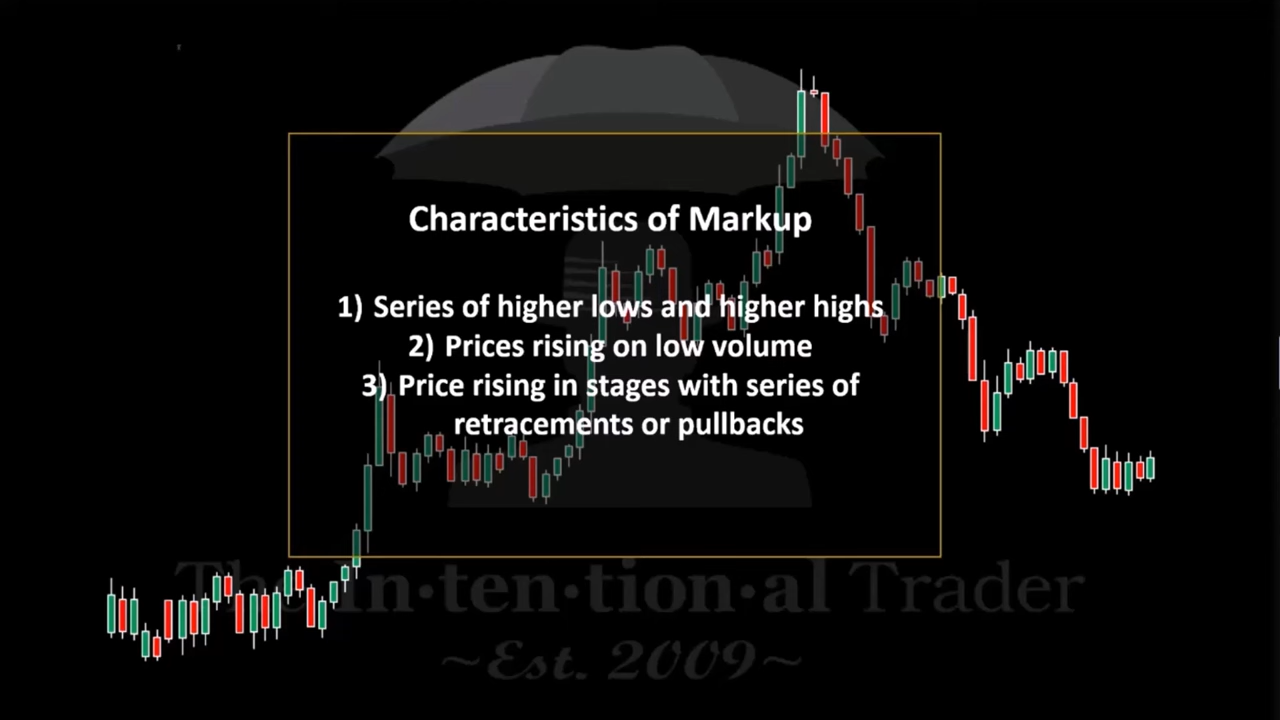 Characteristics of Markup
1) Series of higher lows and higher highs
2) Prices rising on low volume
3) Price rising in stages with series of
retracements or pullbacks
The In·ten·tion·al Trader
~Est. 2009~